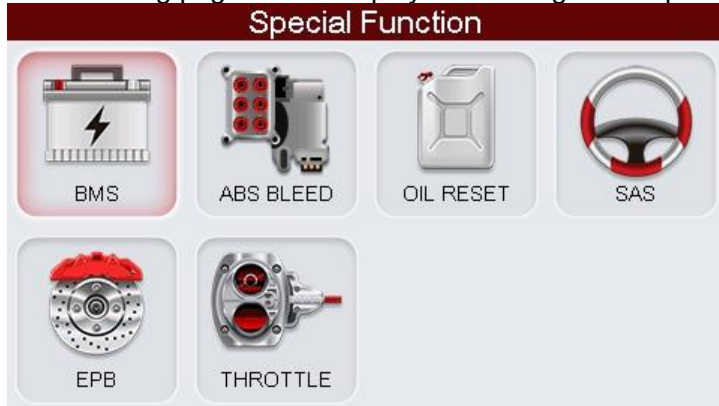 Special Function
BMS
ABS BLEED
OIL RESET
SAS
EPB
THROTTLE